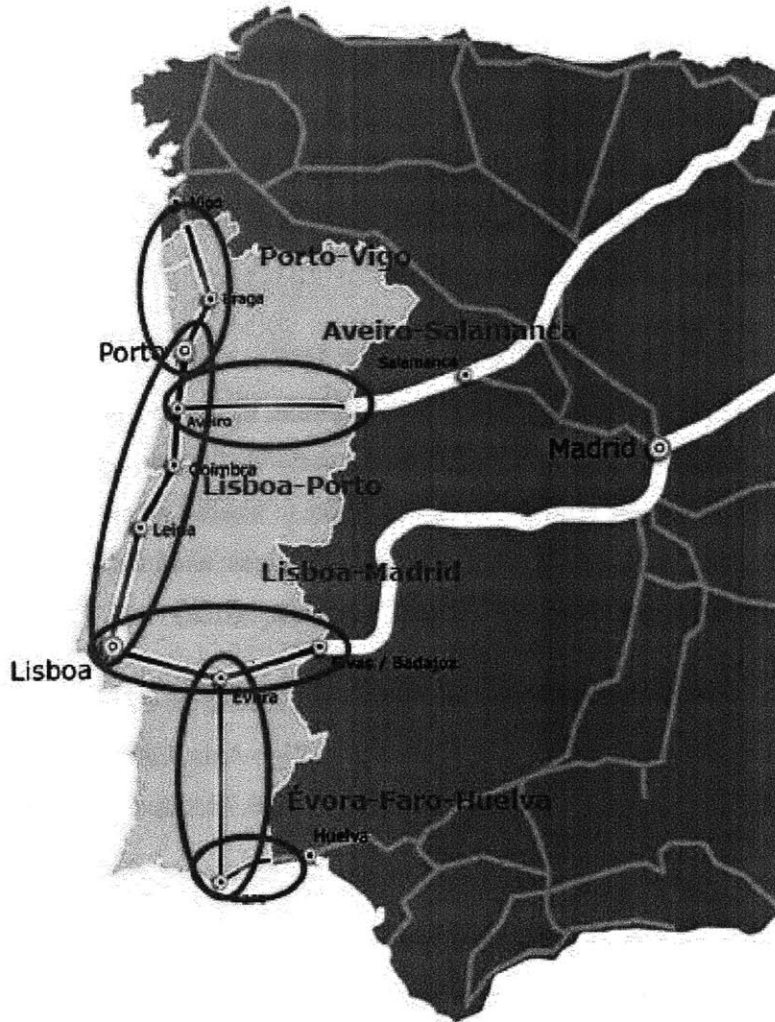 Vigo
Porto-Vigo
Braga
Aveiro-Salamanca
Porto
Salamanca
Aveiro
Madrid
Coimbra
Lisboa-Porto
Leiria
Lisboa-Madrid
Lisboa
Elvas / Badajoz
Évora
Évora-Faro-Huelva
Huelva
Faro